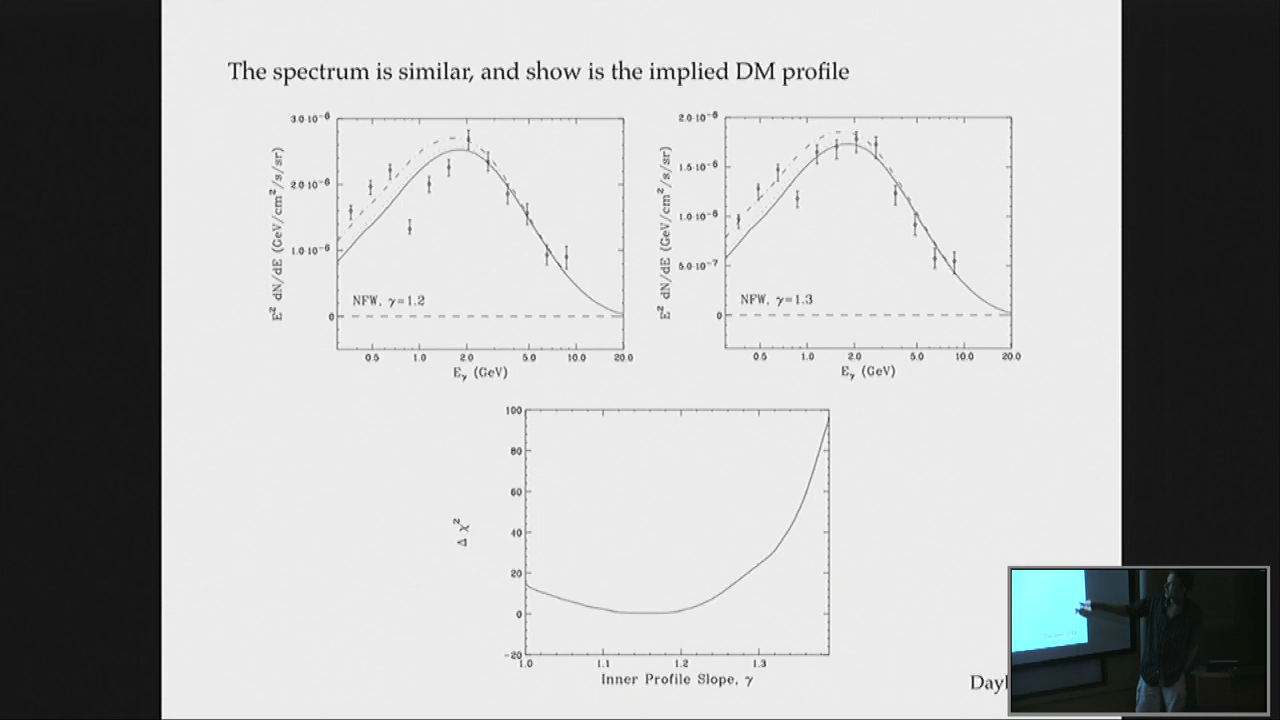 The spectrum is similar, and show is the implied DM profile
3.0·10⁻⁶
2.0·10⁻⁶
1.0·10⁻⁶
0
E² dN/dE (GeV/cm²/s/sr)
NFW, γ=1.2
0.5 1.0 2.0 5.0 10.0 20.0
Eγ (GeV)
2.0·10⁻⁶
1.5·10⁻⁶
1.0·10⁻⁶
5.0·10⁻⁷
0
E² dN/dE (GeV/cm²/s/sr)
NFW, γ=1.3
0.5 1.0 2.0 5.0 10.0 20.0
Eγ (GeV)
100
80
60
40
20
0
-20
Δ χ²
1.0 1.1 1.2 1.3
Inner Profile Slope, γ
Dayl